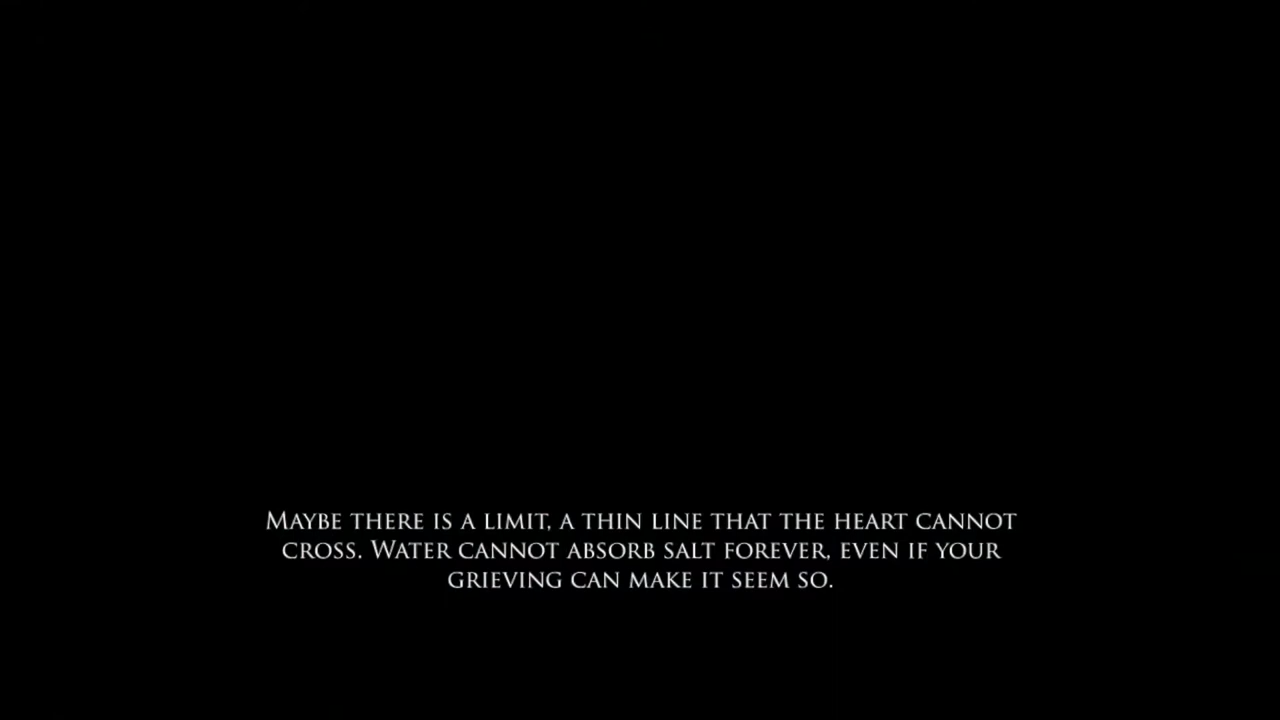 Maybe there is a limit, a thin line that the heart cannot
cross. Water cannot absorb salt forever, even if your
grieving can make it seem so.